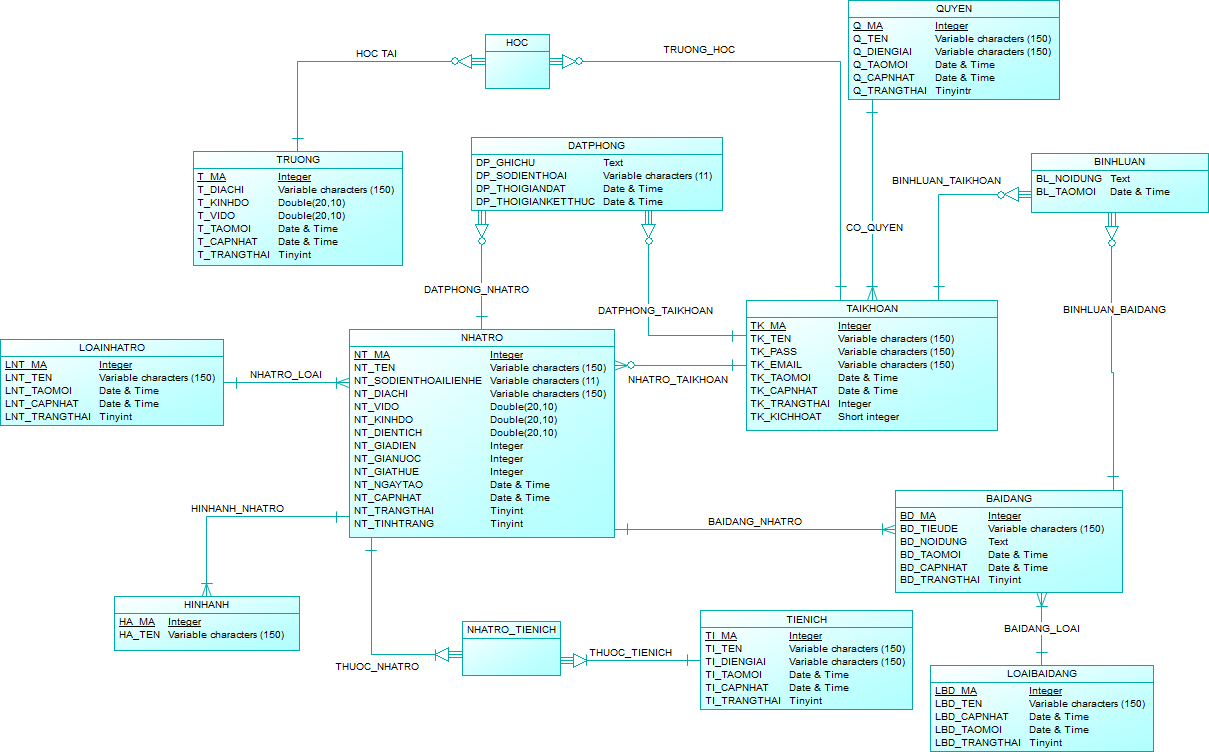 QUYEN
Q_MA Integer
Q_TEN Variable characters (150)
Q_DIENGIAI Variable characters (150)
Q_TAOMOI Date & Time
Q_CAPNHAT Date & Time
Q_TRANGTHAI Tinyintr
HOC
HOC TAI
TRUONG_HOC
TRUONG
T_MA Integer
T_DIACHI Variable characters (150)
T_KINHDO Double(20,10)
T_VIDO Double(20,10)
T_TAOMOI Date & Time
T_CAPNHAT Date & Time
T_TRANGTHAI Tinyint
DATPHONG
DP_GHICHU Text
DP_SODIENTHOAI Variable characters (11)
DP_THOIGIANDAT Date & Time
DP_THOIGIANKETTHUC Date & Time
BINHLUAN
BL_NOIDUNG Text
BL_TAOMOI Date & Time
BINHLUAN_TAIKHOAN
CO_QUYEN
DATPHONG_NHATRO
DATPHONG_TAIKHOAN
BINHLUAN_BAIDANG
TAIKHOAN
TK_MA Integer
TK_TEN Variable characters (150)
TK_PASS Variable characters (150)
TK_EMAIL Variable characters (150)
TK_TAOMOI Date & Time
TK_CAPNHAT Date & Time
TK_TRANGTHAI Integer
TK_KICHHOAT Short integer
LOAINHATRO
LNT_MA Integer
LNT_TEN Variable characters (150)
LNT_TAOMOI Date & Time
LNT_CAPNHAT Date & Time
LNT_TRANGTHAI Tinyint
NHATRO_LOAI
NHATRO
NT_MA Integer
NT_TEN Variable characters (150)
NT_SODIENTHOAILIENHE Variable characters (11)
NT_DIACHI Variable characters (150)
NT_VIDO Double(20,10)
NT_KINHDO Double(20,10)
NT_DIENTICH Double(20,10)
NT_GIADIEN Integer
NT_GIANUOC Integer
NT_GIATHUE Integer
NT_NGAYTAO Date & Time
NT_CAPNHAT Date & Time
NT_TRANGTHAI Tinyint
NT_TINHTRANG Tinyint
NHATRO_TAIKHOAN
HINHANH_NHATRO
BAIDANG_NHATRO
BAIDANG
BD_MA Integer
BD_TIEUDE Variable characters (150)
BD_NOIDUNG Text
BD_TAOMOI Date & Time
BD_CAPNHAT Date & Time
BD_TRANGTHAI Tinyint
HINHANH
HA_MA Integer
HA_TEN Variable characters (150)
NHATRO_TIENICH
THUOC_NHATRO
THUOC_TIENICH
TIENICH
TI_MA Integer
TI_TEN Variable characters (150)
TI_DIENGIAI Variable characters (150)
TI_TAOMOI Date & Time
TI_CAPNHAT Date & Time
TI_TRANGTHAI Tinyint
BAIDANG_LOAI
LOAIBAIDANG
LBD_MA Integer
LBD_TEN Variable characters (150)
LBD_CAPNHAT Date & Time
LBD_TAOMOI Date & Time
LBD_TRANGTHAI Tinyint